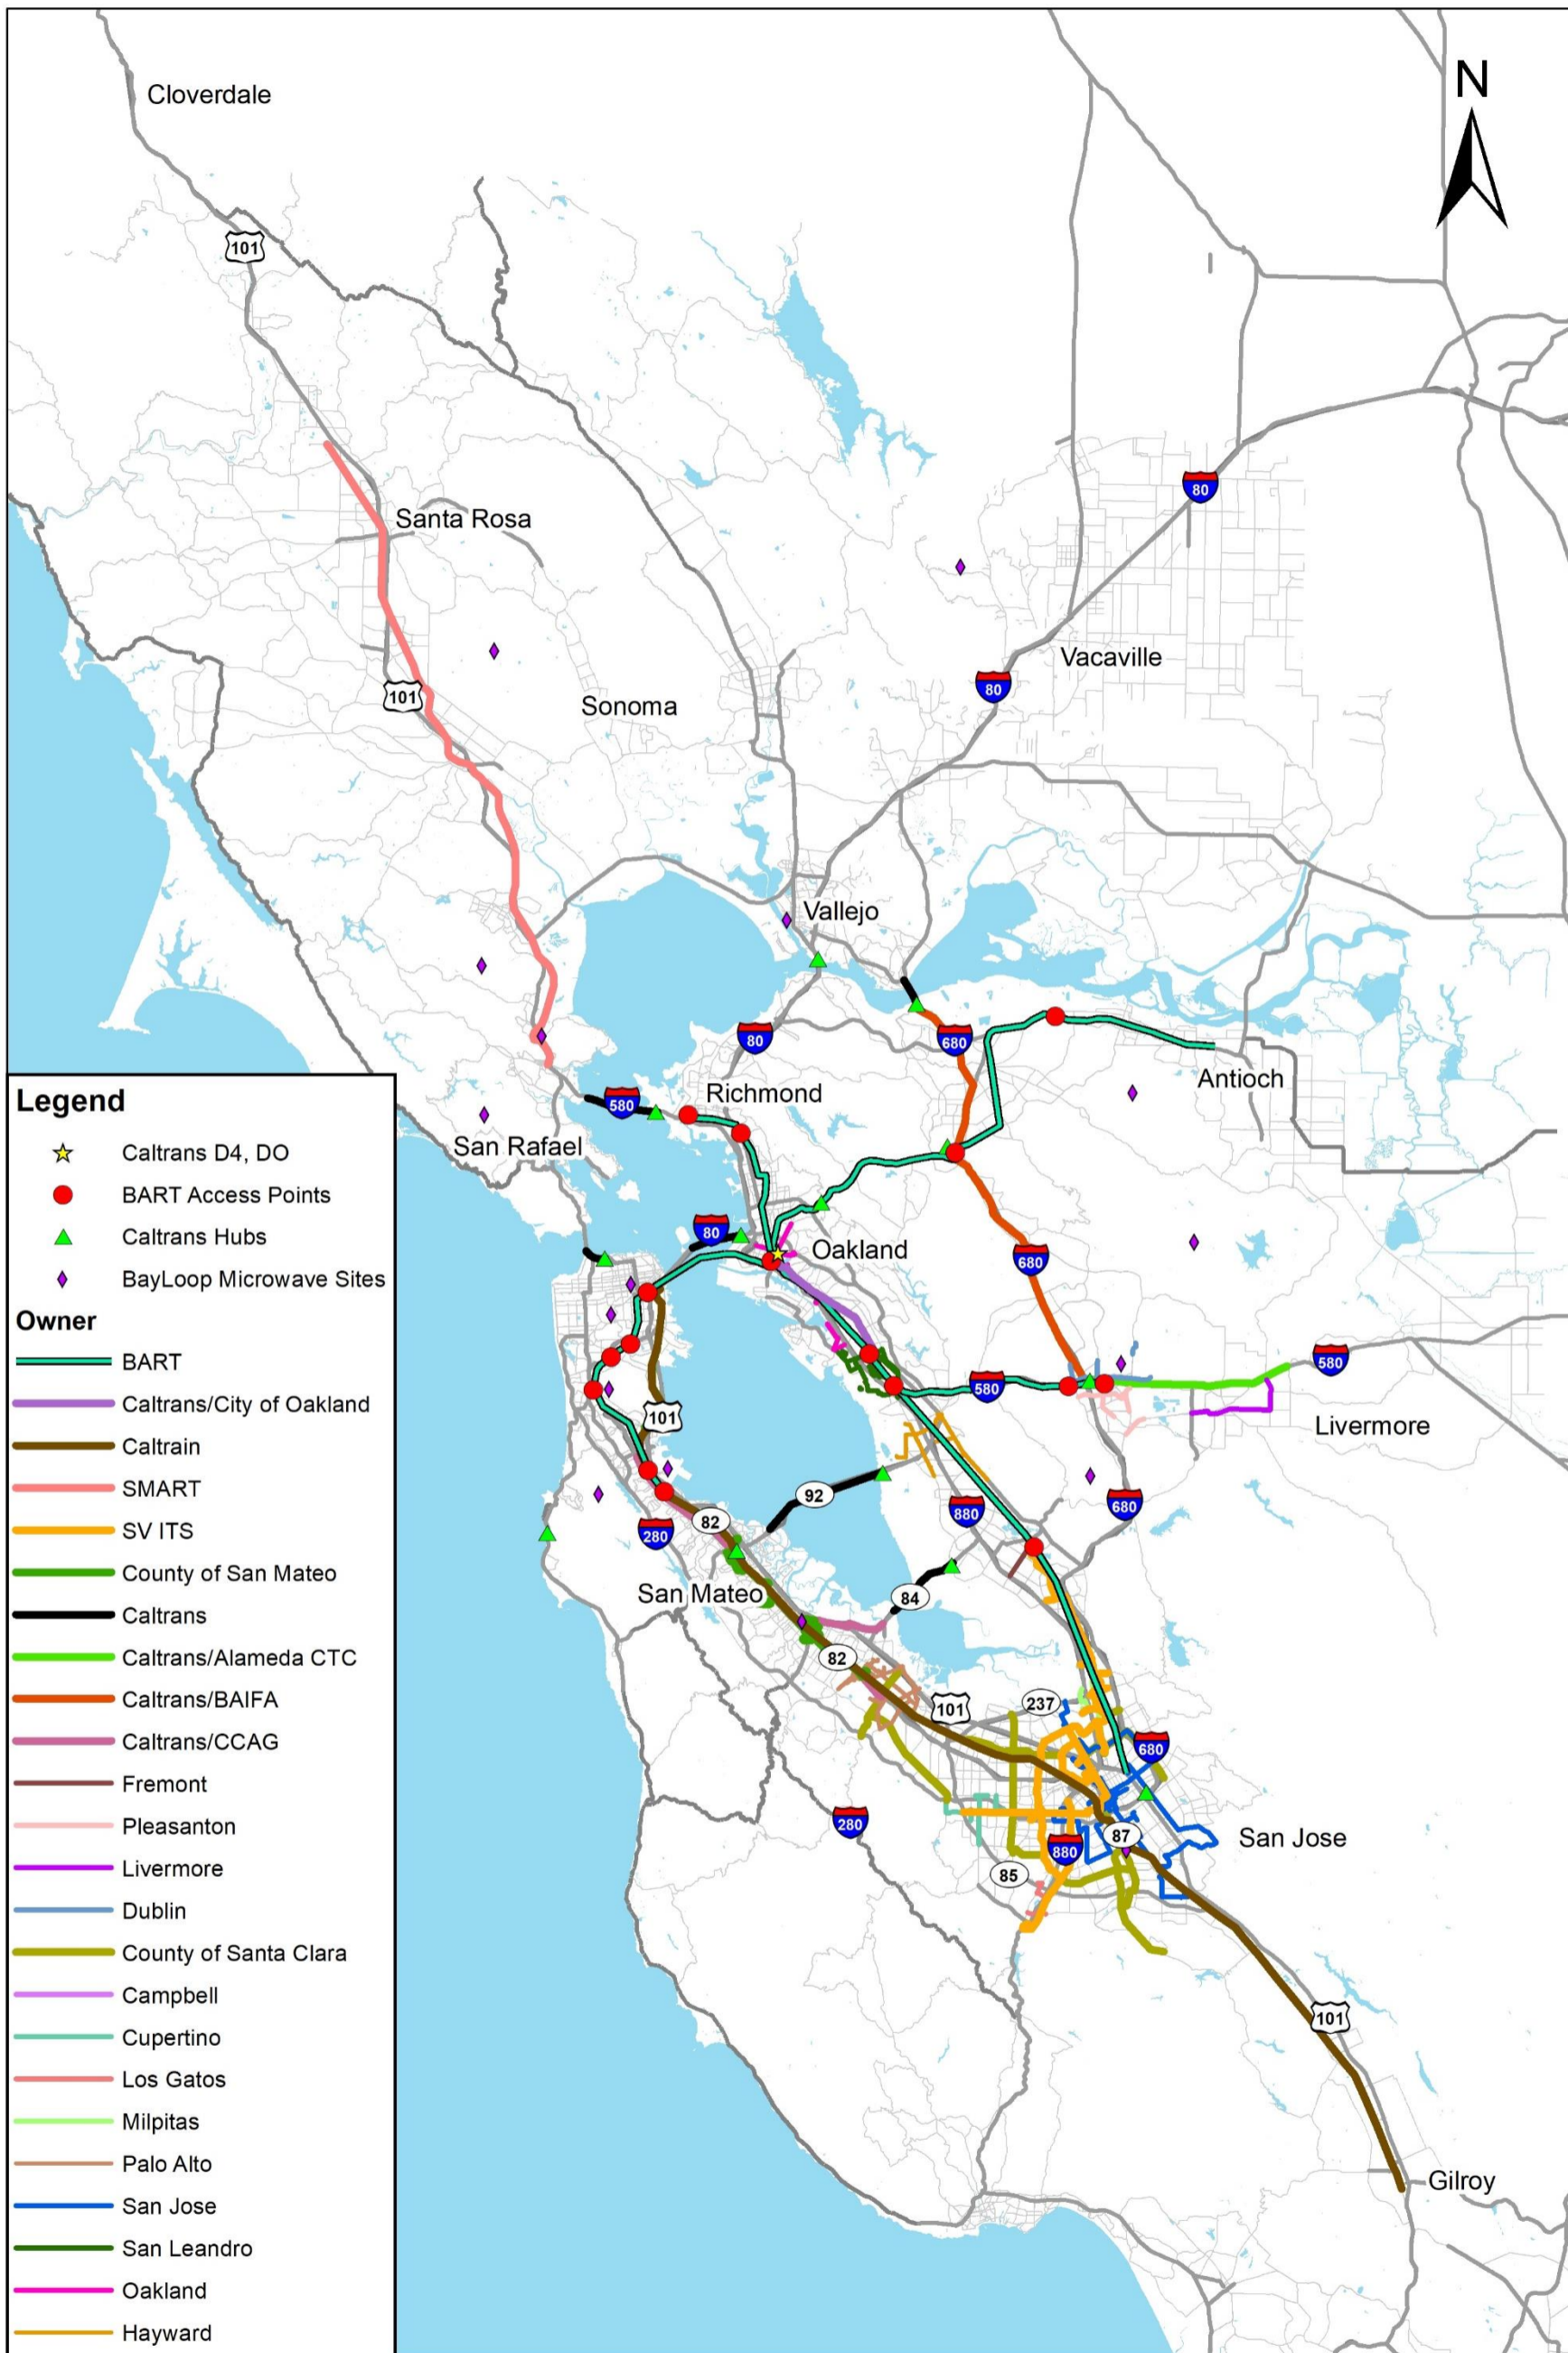 N
Cloverdale
101
80
Santa Rosa
Vacaville
80
101
Sonoma
Vallejo
80
680
Antioch
Richmond
580
San Rafael
80
Oakland
680
580
580
Livermore
101
92
680
880
82
280
San Mateo
84
82
101
237
680
280
87
San Jose
880
85
101
Gilroy
Legend
Caltrans D4, DO
BART Access Points
Caltrans Hubs
BayLoop Microwave Sites
Owner
BART
Caltrans/City of Oakland
Caltrain
SMART
SV ITS
County of San Mateo
Caltrans
Caltrans/Alameda CTC
Caltrans/BAIFA
Caltrans/CCAG
Fremont
Pleasanton
Livermore
Dublin
County of Santa Clara
Campbell
Cupertino
Los Gatos
Milpitas
Palo Alto
San Jose
San Leandro
Oakland
Hayward